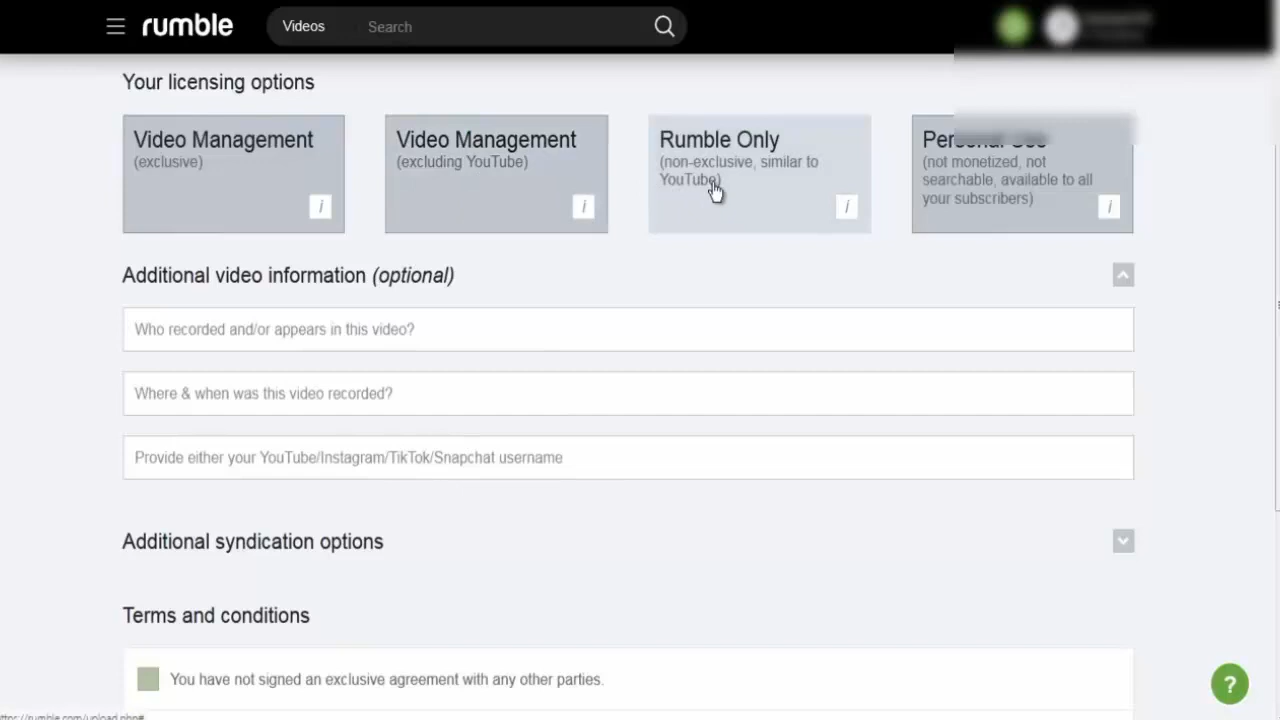 rumble
Videos
Search
Your licensing options
Video Management
(exclusive)
i
Video Management
(excluding YouTube)
i
Rumble Only
(non-exclusive, similar to
YouTube)
i
Personal Use
(not monetized, not
searchable, available to all
your subscribers)
i
Additional video information (optional)
Who recorded and/or appears in this video?
Where & when was this video recorded?
Provide either your YouTube/Instagram/TikTok/Snapchat username
Additional syndication options
Terms and conditions
You have not signed an exclusive agreement with any other parties.
?